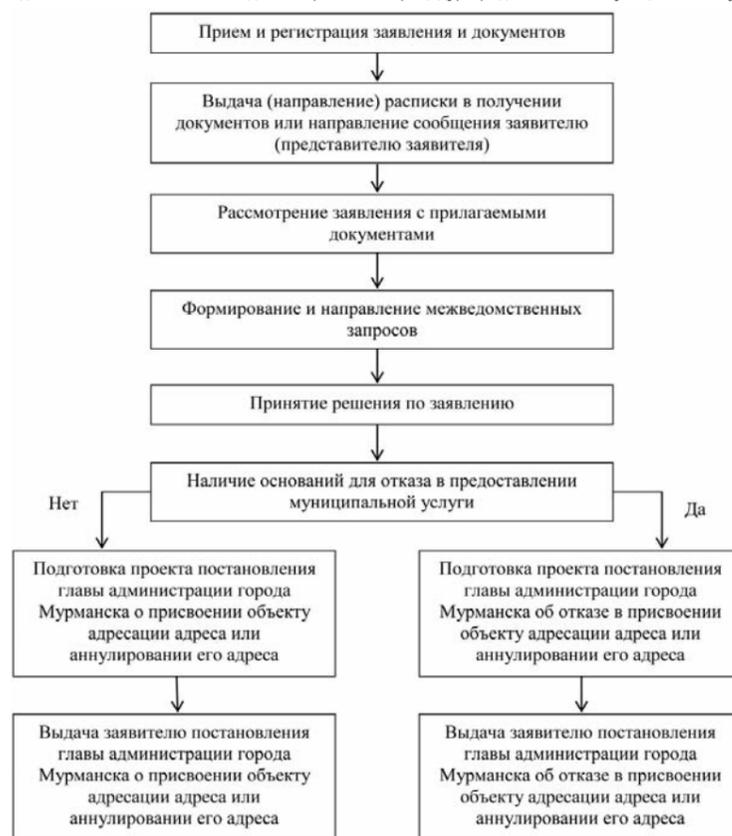 Прием и регистрация заявления и документов
Выдача (направление) расписки в получении
документов или направление сообщения заявителю
(представителю заявителя)
Рассмотрение заявления с прилагаемыми
документами
Формирование и направление межведомственных
запросов
Принятие решения по заявлению
Наличие оснований для отказа в предоставлении
муниципальной услуги
Нет
Да
Подготовка проекта постановления
главы администрации города
Мурманска о присвоении объекту
адресации адреса или
аннулировании его адреса
Подготовка проекта постановления
главы администрации города
Мурманска об отказе в присвоении
объекту адресации адреса или
аннулировании его адреса
Выдача заявителю постановления
главы администрации города
Мурманска о присвоении объекту
адресации адреса или
аннулировании его адреса
Выдача заявителю постановления
главы администрации города
Мурманска об отказе в присвоении
объекту адресации адреса или
аннулировании его адреса